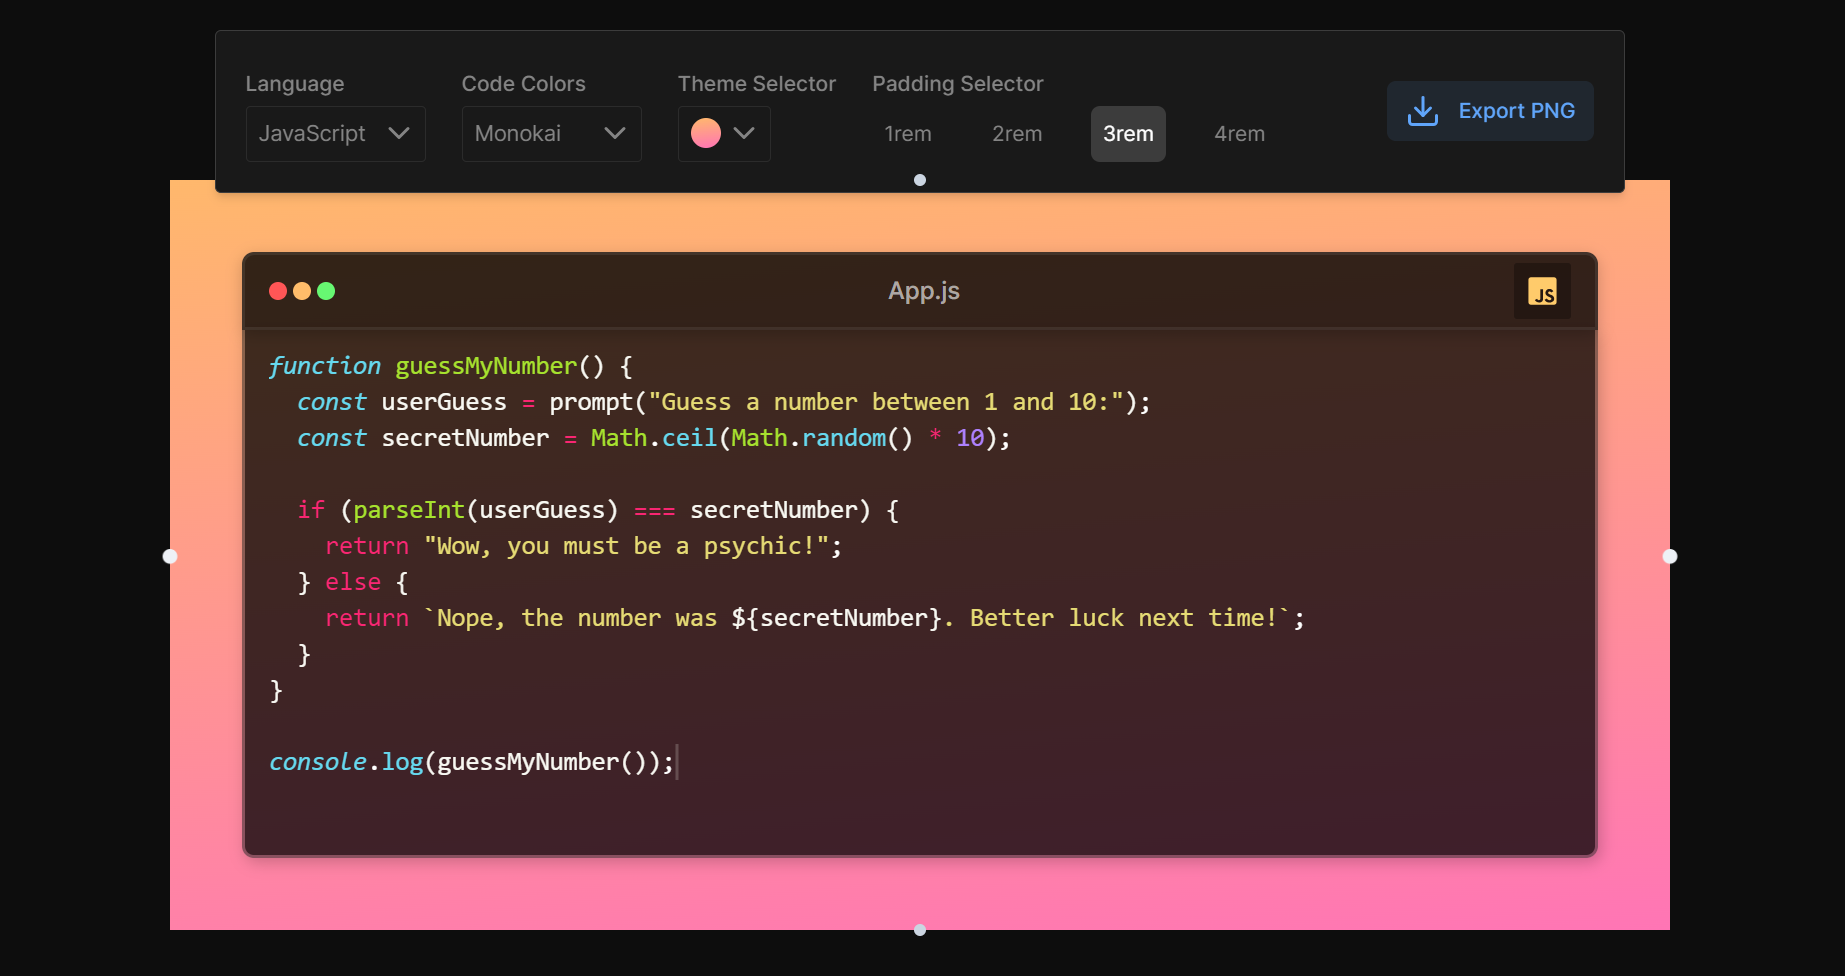 Language Code Colors Theme Selector Padding Selector
JavaScript Monokai 1rem 2rem 3rem 4rem Export PNG
App.js JS
function guessMyNumber() {
  const userGuess = prompt("Guess a number between 1 and 10:");
  const secretNumber = Math.ceil(Math.random() * 10);

  if (parseInt(userGuess) === secretNumber) {
    return "Wow, you must be a psychic!";
  } else {
    return `Nope, the number was ${secretNumber}. Better luck next time!`;
  }
}

console.log(guessMyNumber());